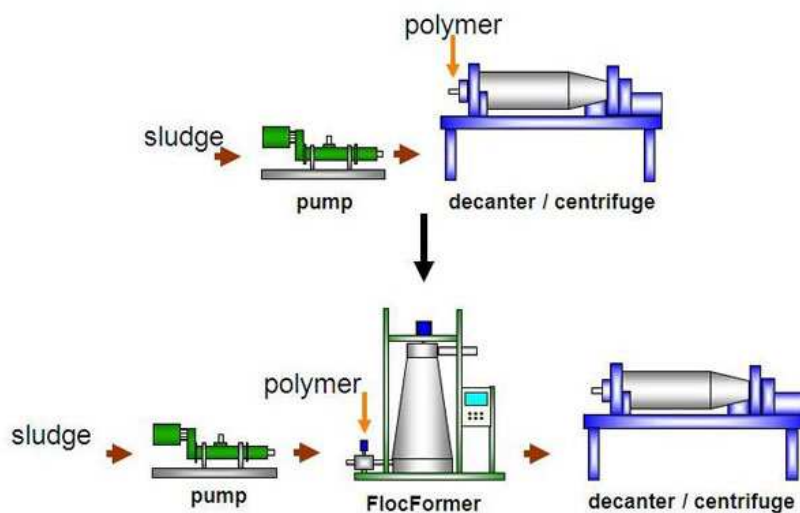 polymer
sludge
pump
decanter / centrifuge
polymer
sludge
pump
FlocFormer
decanter / centrifuge